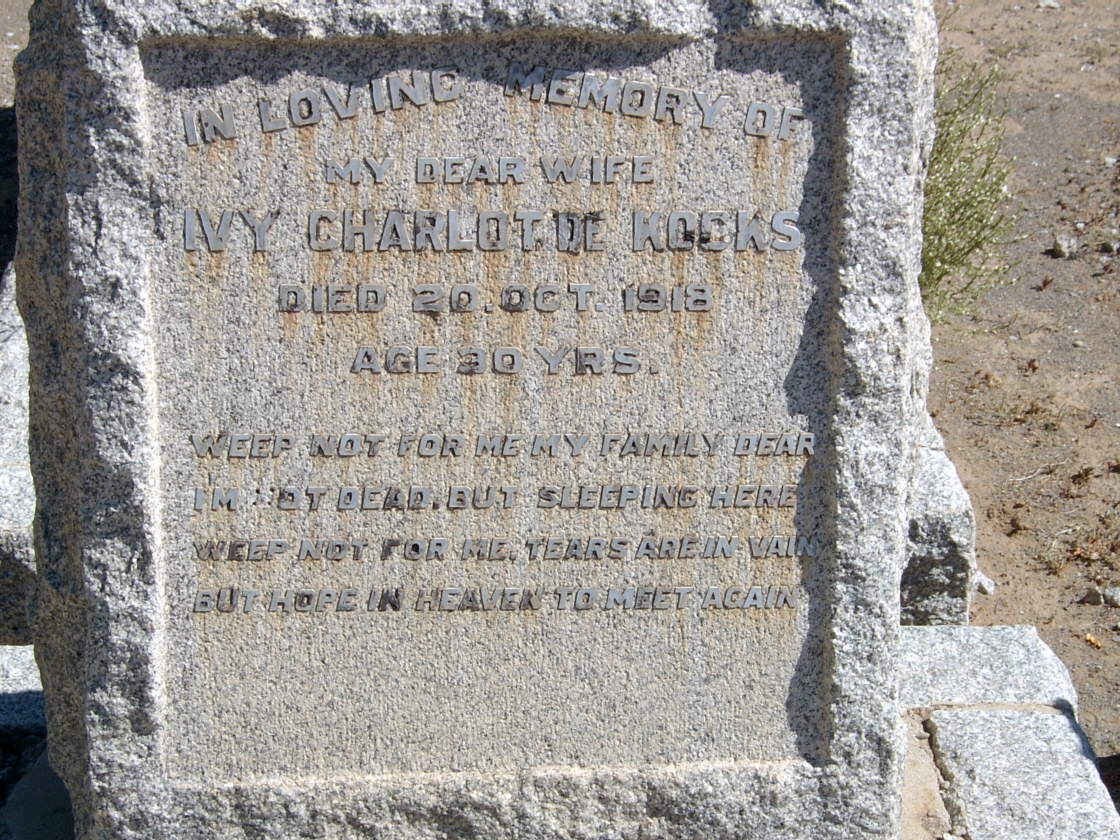 IN LOVING MEMORY OF
MY DEAR WIFE
IVY CHARLOTTE KOCKS
DIED 20. OCT. 1918
AGE 30 YRS.
WEEP NOT FOR ME MY FAMILY DEAR
IM NOT DEAD, BUT SLEEPING HERE
WEEP NOT FOR ME, TEARS ARE IN VAIN
BUT HOPE IN HEAVEN TO MEET AGAIN